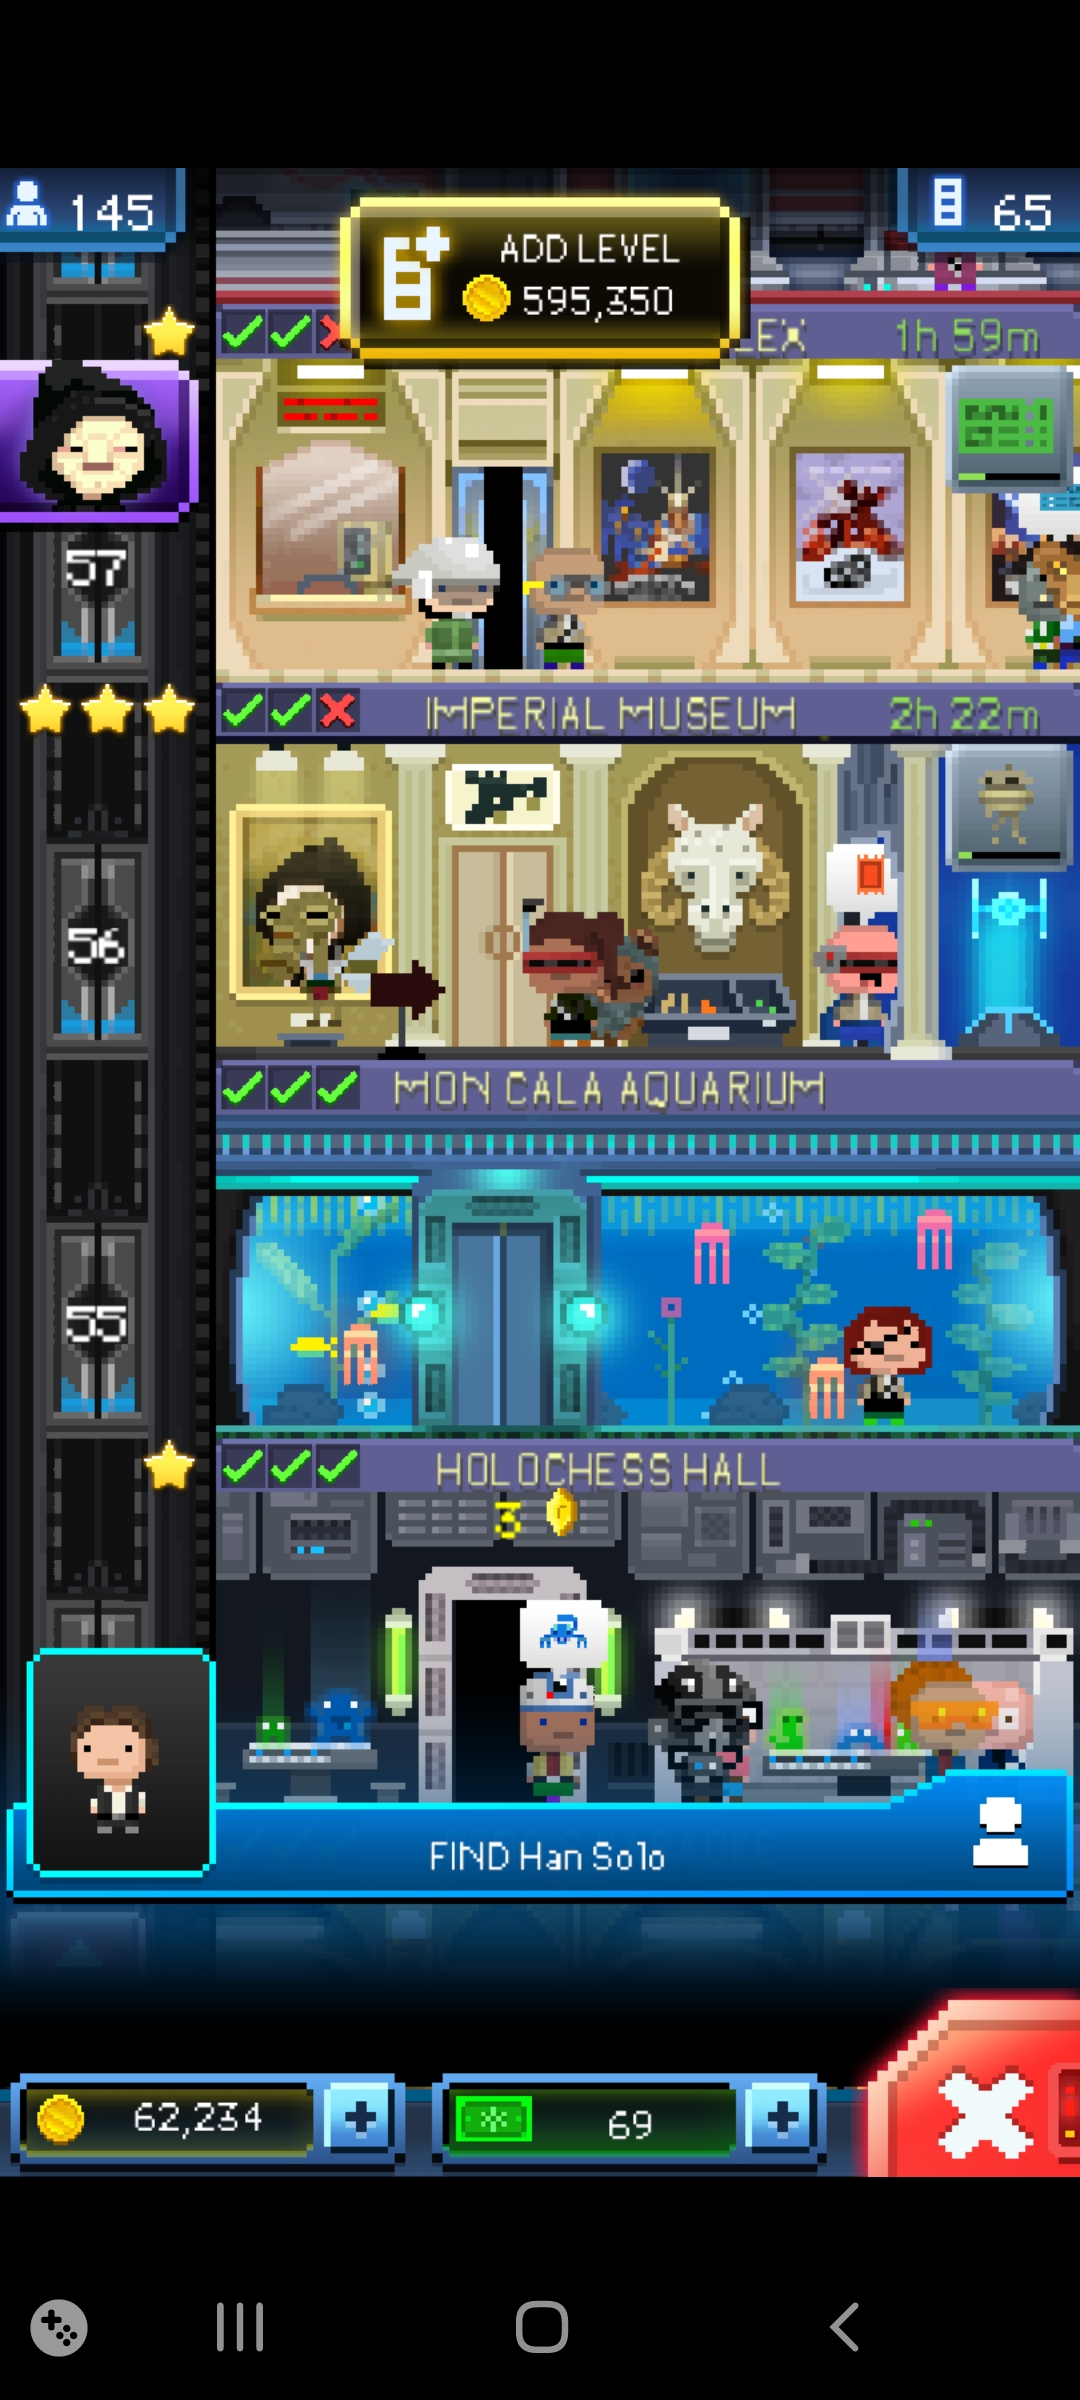 145
ADD LEVEL
595,350
65
LEX
1h 59m
57
IMPERIAL MUSEUM
2h 22m
56
MON CALA AQUARIUM
55
HOLOCHESS HALL
3
FIND Han Solo
62,234
69